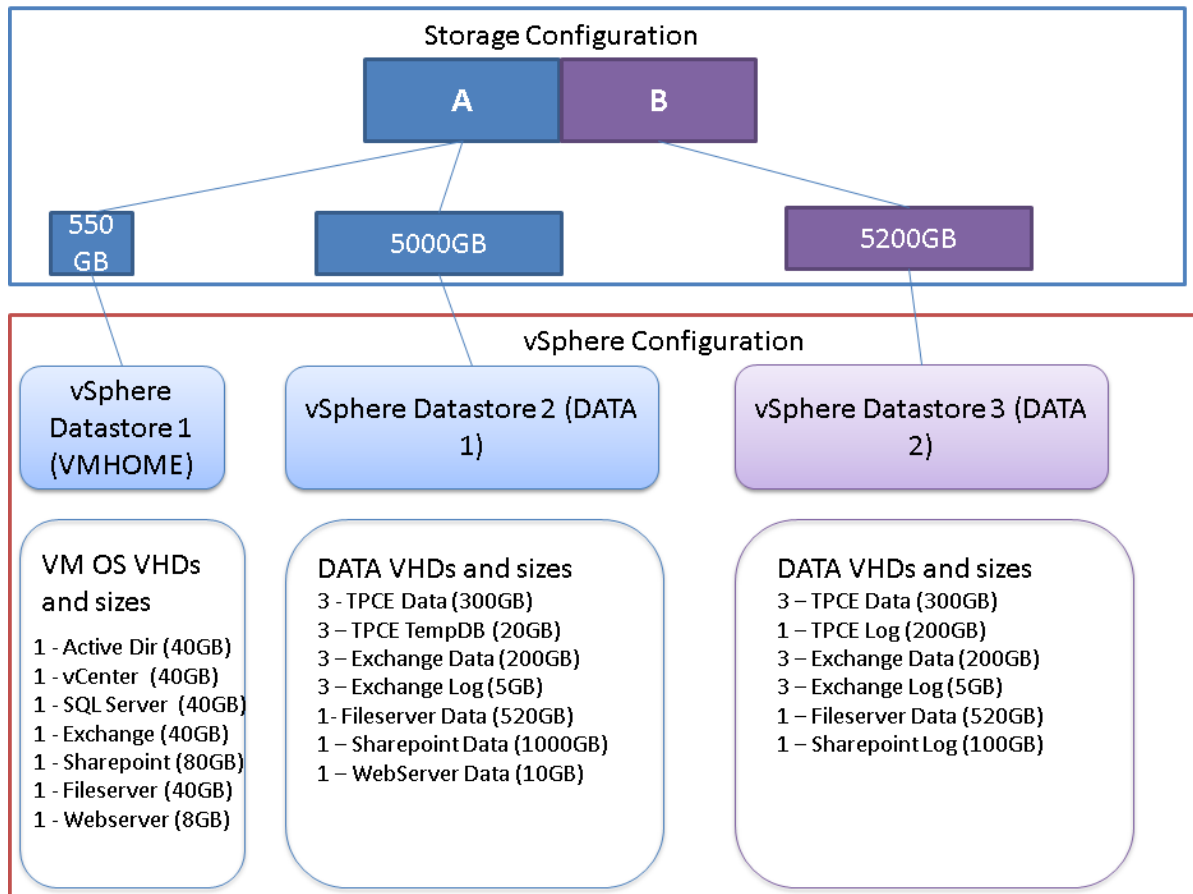 Storage Configuration
A
B
550
GB
5000GB
5200GB
vSphere Configuration
vSphere
Datastore 1
(VMHOME)
vSphere Datastore 2 (DATA
1)
vSphere Datastore 3 (DATA
2)
VM OS VHDs
and sizes
1 - Active Dir (40GB)
1 - vCenter (40GB)
1 - SQL Server (40GB)
1 - Exchange (40GB)
1 - Sharepoint (80GB)
1 - Fileserver (40GB)
1 - Webserver (8GB)
DATA VHDs and sizes
3 - TPCE Data (300GB)
3 – TPCE TempDB (20GB)
3 – Exchange Data (200GB)
3 – Exchange Log (5GB)
1- Fileserver Data (520GB)
1 – Sharepoint Data (1000GB)
1 – WebServer Data (10GB)
DATA VHDs and sizes
3 – TPCE Data (300GB)
1 – TPCE Log (200GB)
3 – Exchange Data (200GB)
3 – Exchange Log (5GB)
1 – Fileserver Data (520GB)
1 – Sharepoint Log (100GB)